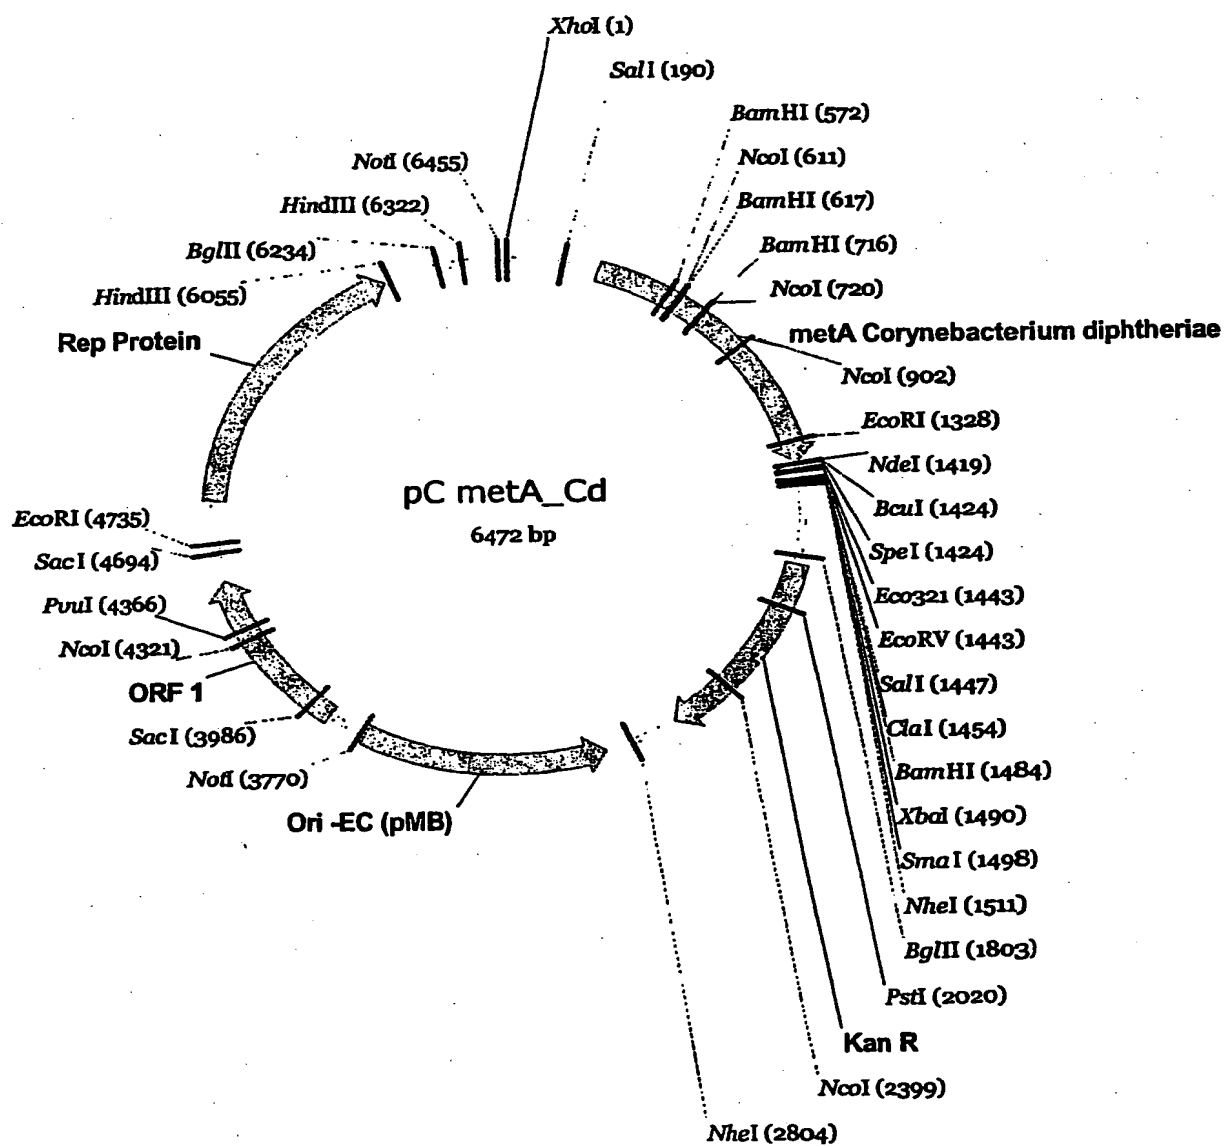 XhoI (1)
SalI (190)
BamHI (572)
NcoI (611)
BamHI (617)
BamHI (716)
NcoI (720)
metA Corynebacterium diphtheriae
NcoI (902)
EcoRI (1328)
NdeI (1419)
BcuI (1424)
SpeI (1424)
Eco321 (1443)
EcoRV (1443)
SalI (1447)
ClaI (1454)
BamHI (1484)
XbaI (1490)
SmaI (1498)
NheI (1511)
BglII (1803)
PstI (2020)
Kan R
NcoI (2399)
NheI (2804)
Ori -EC (pMB)
NotI (3770)
SacI (3986)
ORF 1
NcoI (4321)
PvuI (4366)
SacI (4694)
EcoRI (4735)
Rep Protein
HindIII (6055)
BglII (6234)
HindIII (6322)
NotI (6455)
pC metA_Cd
6472 bp